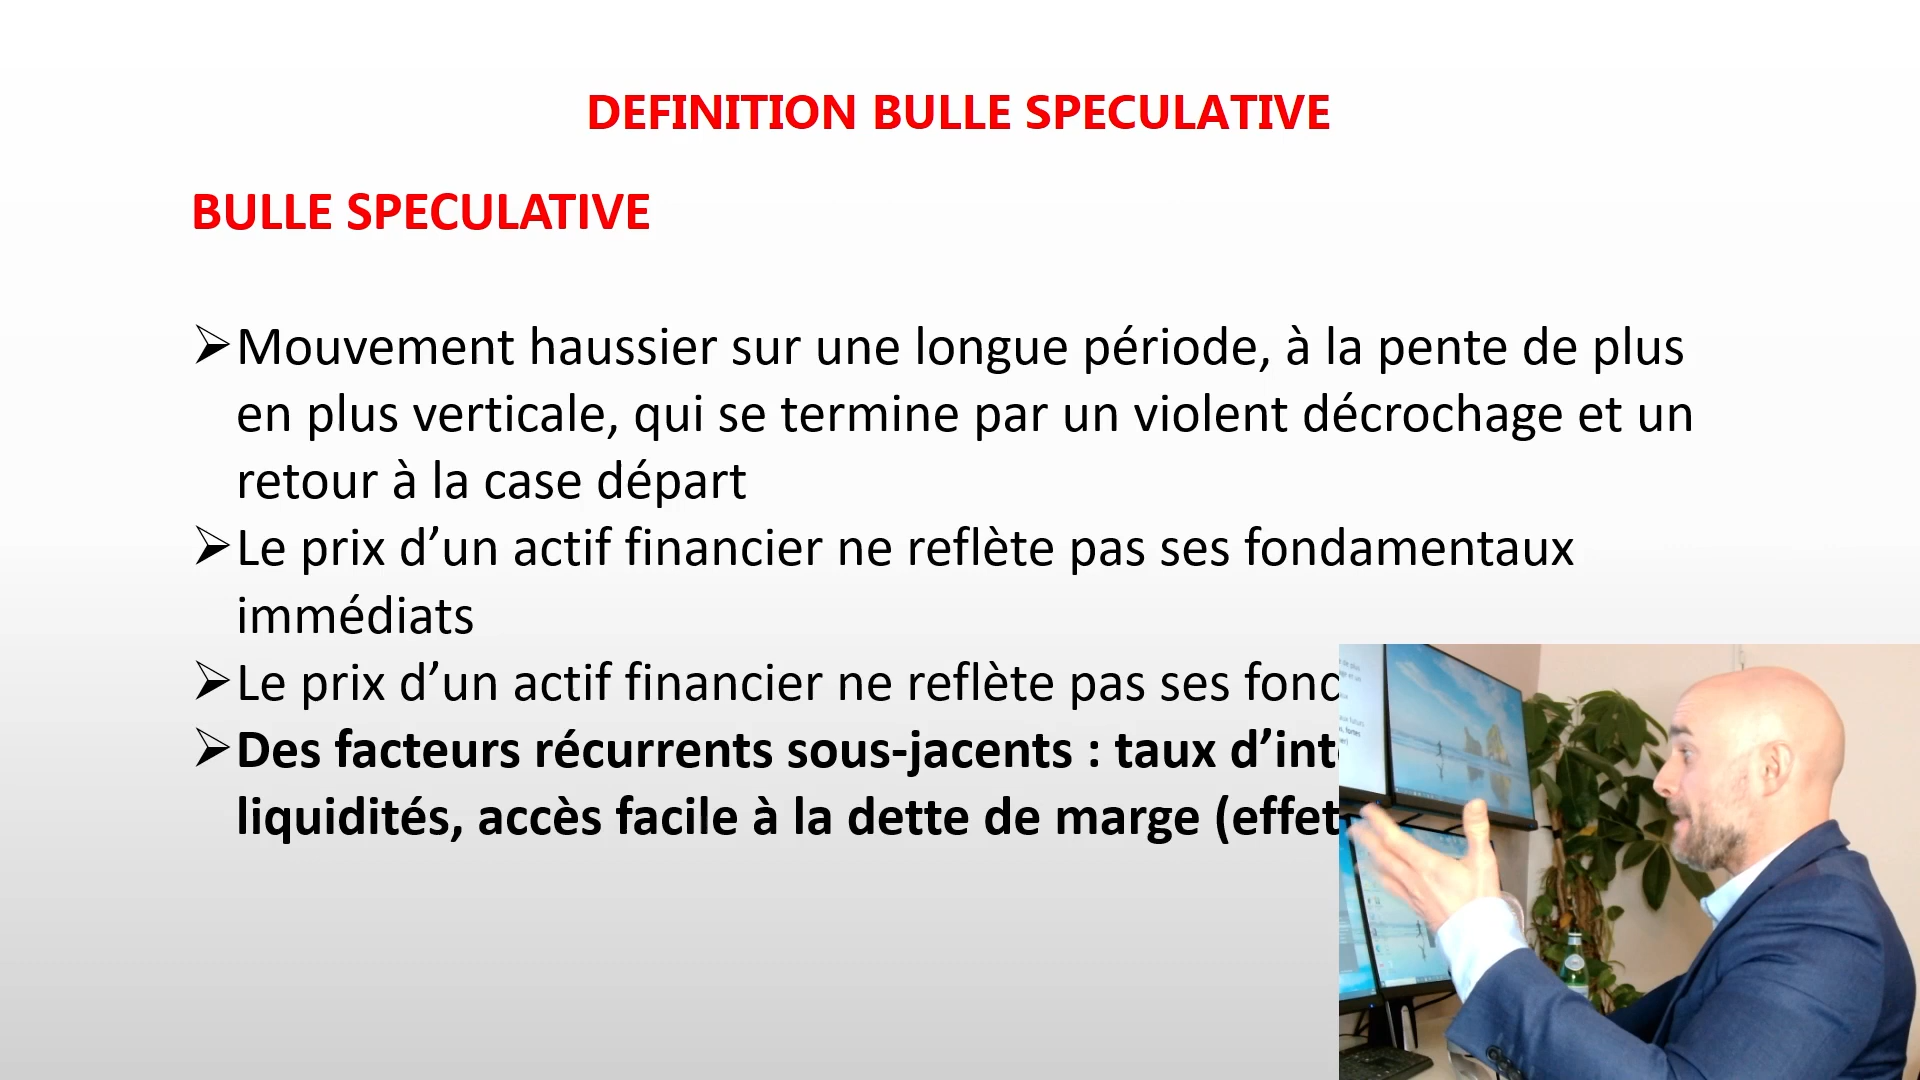 DEFINITION BULLE SPECULATIVE
BULLE SPECULATIVE
➢Mouvement haussier sur une longue période, à la pente de plus
en plus verticale, qui se termine par un violent décrochage et un
retour à la case départ
➢Le prix d’un actif financier ne reflète pas ses fondamentaux
immédiats
➢Le prix d’un actif financier ne reflète pas ses
➢Des facteurs récurrents sous-jacents : taux
liquidités, accès facile à la dette de marge